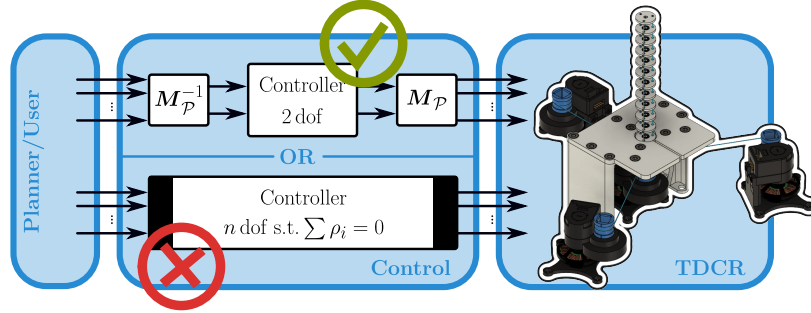 Planner/User
M_P^{-1}
Controller
2 dof
M_P
OR
Controller
n dof s.t. ∑ ρ_i = 0
Control
TDCR